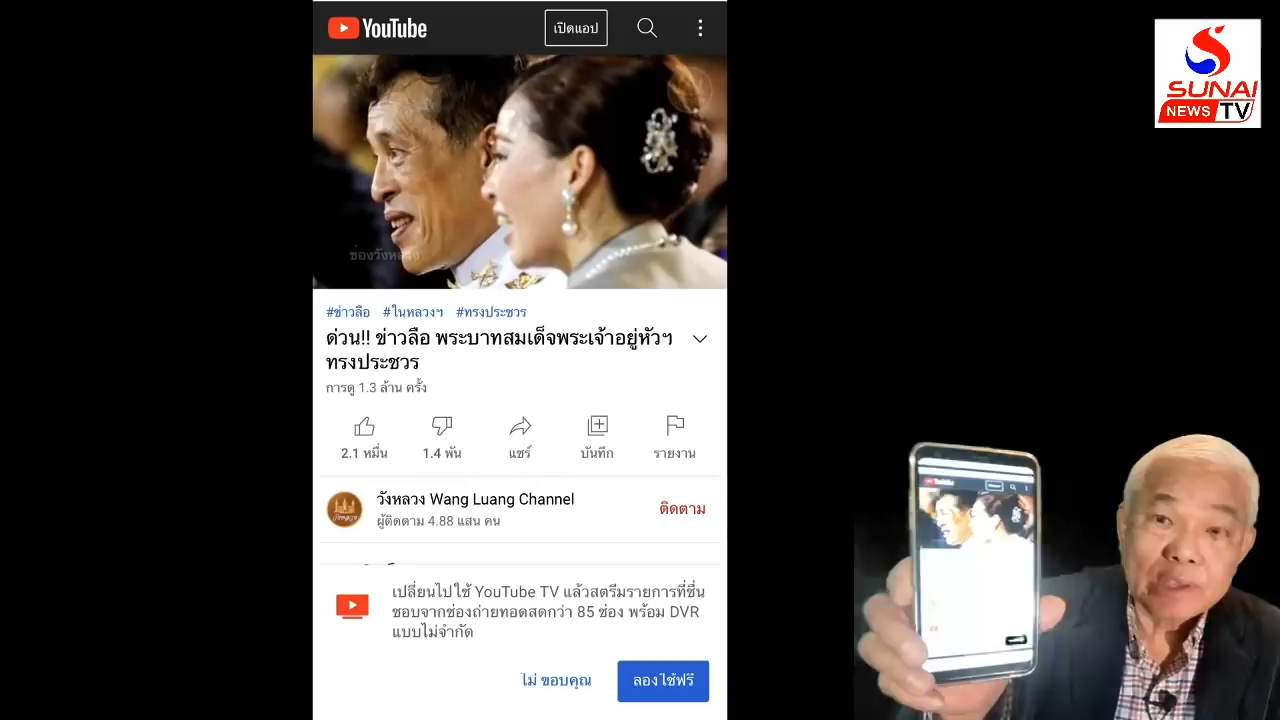 YouTube
เปิดแอป
SUNAI
NEWS TV
ช่องวังหลวง
#ข่าวลือ #ในหลวงฯ #ทรงประชวร
ด่วน!! ข่าวลือ พระบาทสมเด็จพระเจ้าอยู่หัวฯ
ทรงประชวร
การดู 1.3 ล้าน ครั้ง
2.1 หมื่น
1.4 พัน
แชร์
บันทึก
รายงาน
วังหลวง Wang Luang Channel
ผู้ติดตาม 4.88 แสน คน
ติดตาม
เปลี่ยนไปใช้ YouTube TV แล้วสตรีมรายการที่ชื่น
ชอบจากช่องถ่ายทอดสดกว่า 85 ช่อง พร้อม DVR
แบบไม่จำกัด
ไม่ ขอบคุณ
ลองใช้ฟรี